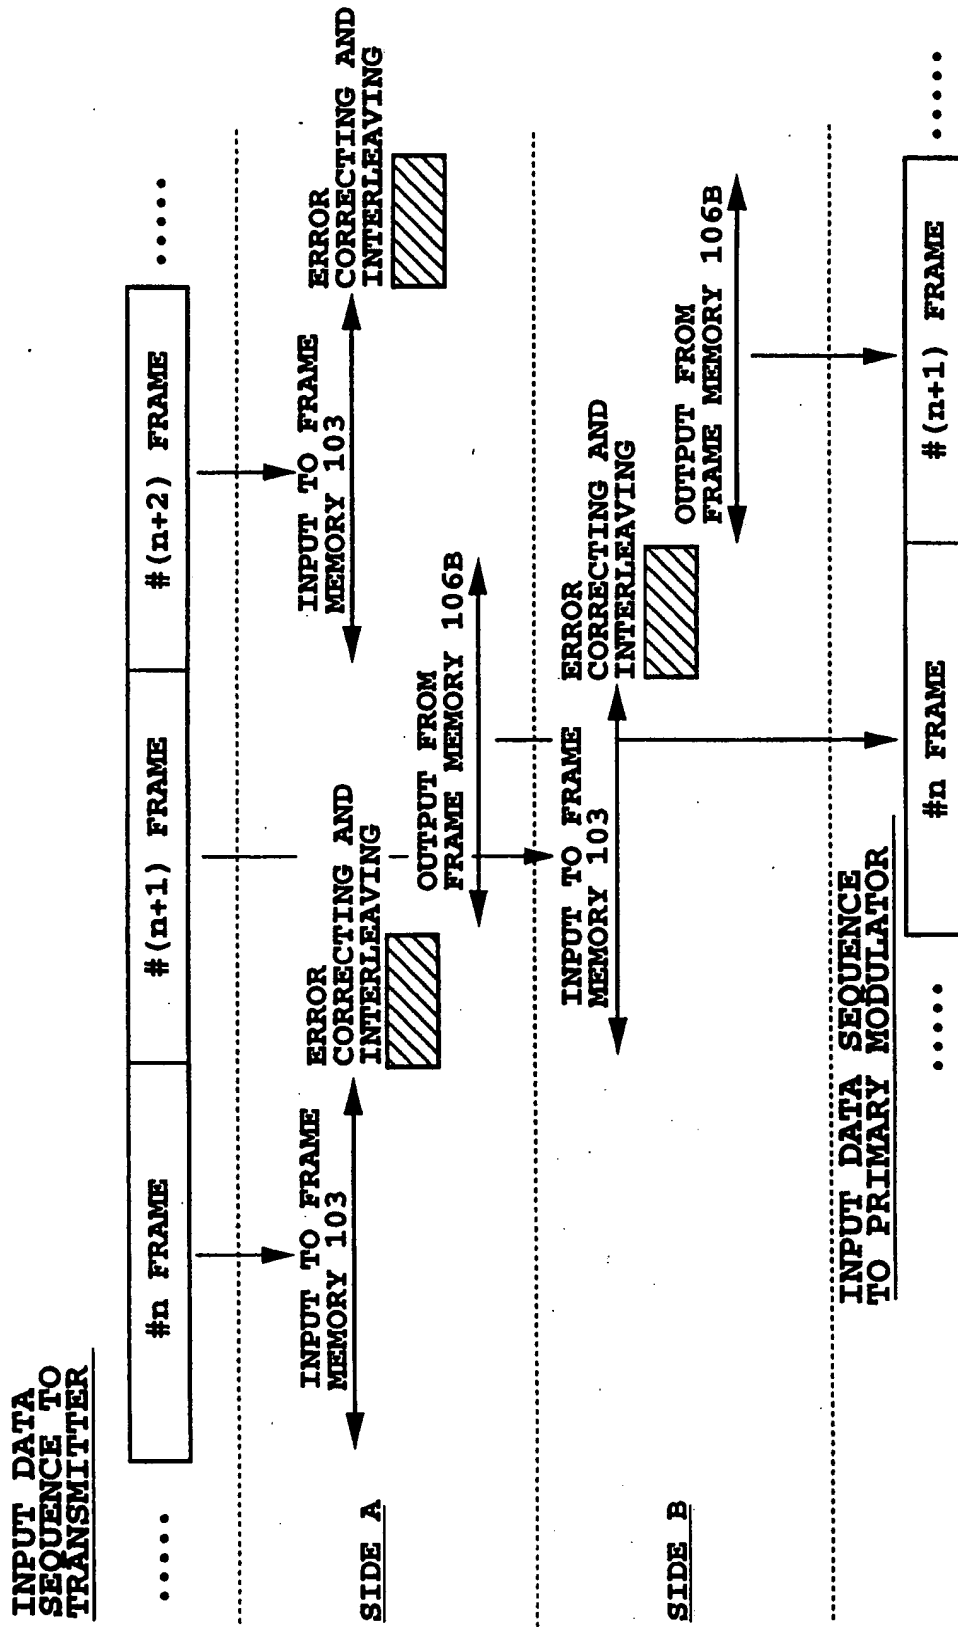 INPUT DATA
SEQUENCE TO
TRANSMITTER
.....
#n FRAME
#(n+1) FRAME
#(n+2) FRAME
.....
SIDE A
INPUT TO FRAME
MEMORY 103
ERROR
CORRECTING AND
INTERLEAVING
OUTPUT FROM
FRAME MEMORY 106B
INPUT TO FRAME
MEMORY 103
ERROR
CORRECTING AND
INTERLEAVING
SIDE B
INPUT TO FRAME
MEMORY 103
ERROR
CORRECTING AND
INTERLEAVING
OUTPUT FROM
FRAME MEMORY 106B
INPUT DATA SEQUENCE
TO PRIMARY MODULATOR
.....
#n FRAME
#(n+1) FRAME
.....